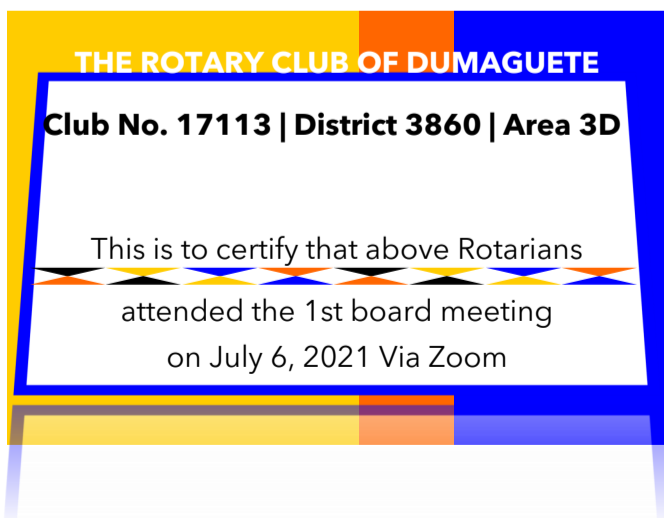 THE ROTARY CLUB OF DUMAGUETE
Club No. 17113 | District 3860 | Area 3D
This is to certify that above Rotarians
attended the 1st board meeting
on July 6, 2021 Via Zoom